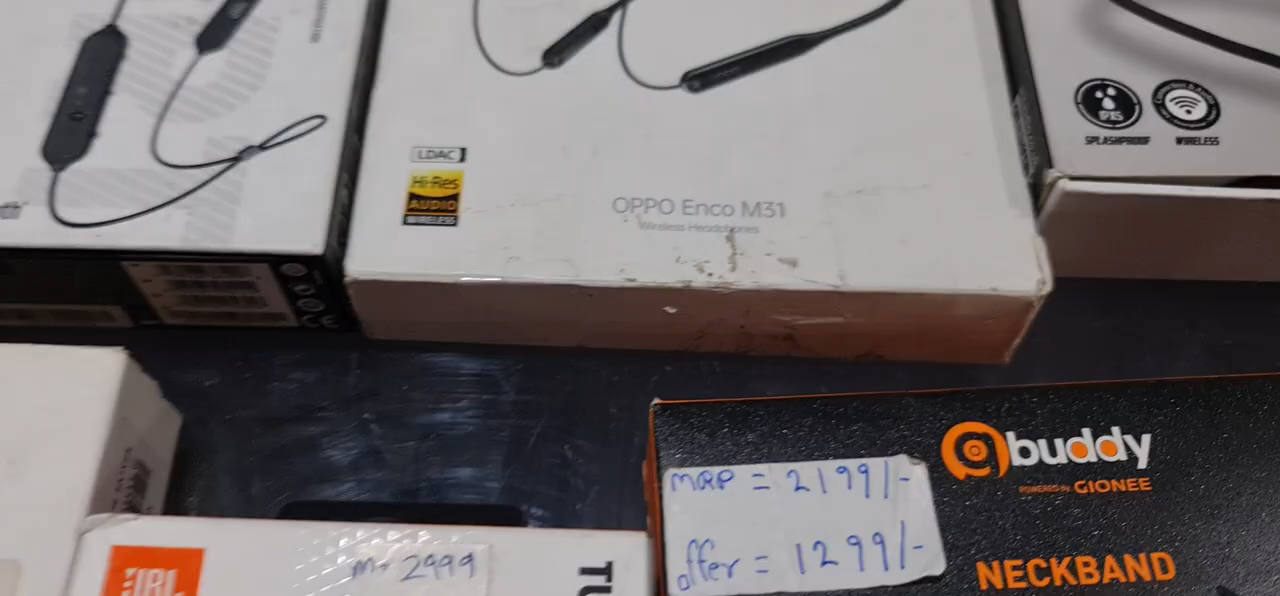 IPX5
SPLASHPROOF
WIRELESS
LDAC
Hi-Res
AUDIO
WIRELESS
OPPO Enco M31
Wireless Headphones
buddy
POWERED by GIONEE
MRP = 2199/-
offer = 1299/-
NECKBAND
JBL
M> 2999